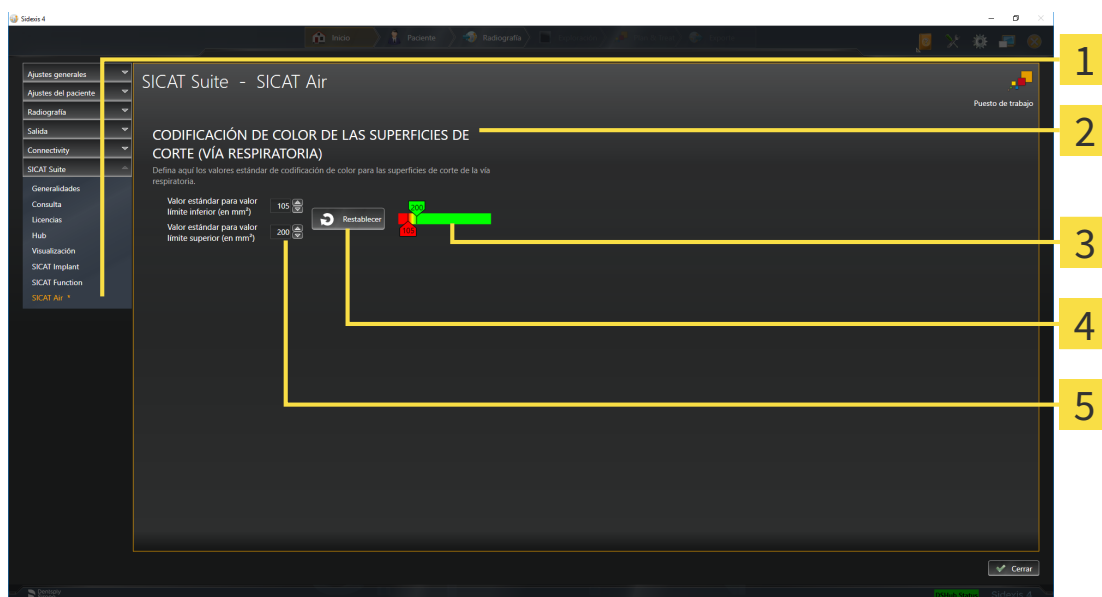 Sidexis 4
Inicio
Paciente
Radiografía
Ajustes generales
Ajustes del paciente
Radiografía
Salida
Connectivity
SICAT Suite
Generalidades
Consulta
Licencias
Hub
Visualización
SICAT Implant
SICAT Function
SICAT Air *
SICAT Suite - SICAT Air
Puesto de trabajo
CODIFICACIÓN DE COLOR DE LAS SUPERFICIES DE
CORTE (VÍA RESPIRATORIA)
Defina aquí los valores estándar de codificación de color para las superficies de corte de la vía
respiratoria.
Valor estándar para valor
límite inferior (en mm²)
105
Valor estándar para valor
límite superior (en mm²)
200
Restablecer
200
105
Cerrar
Dentsply
Sidexis 4
1
2
3
4
5